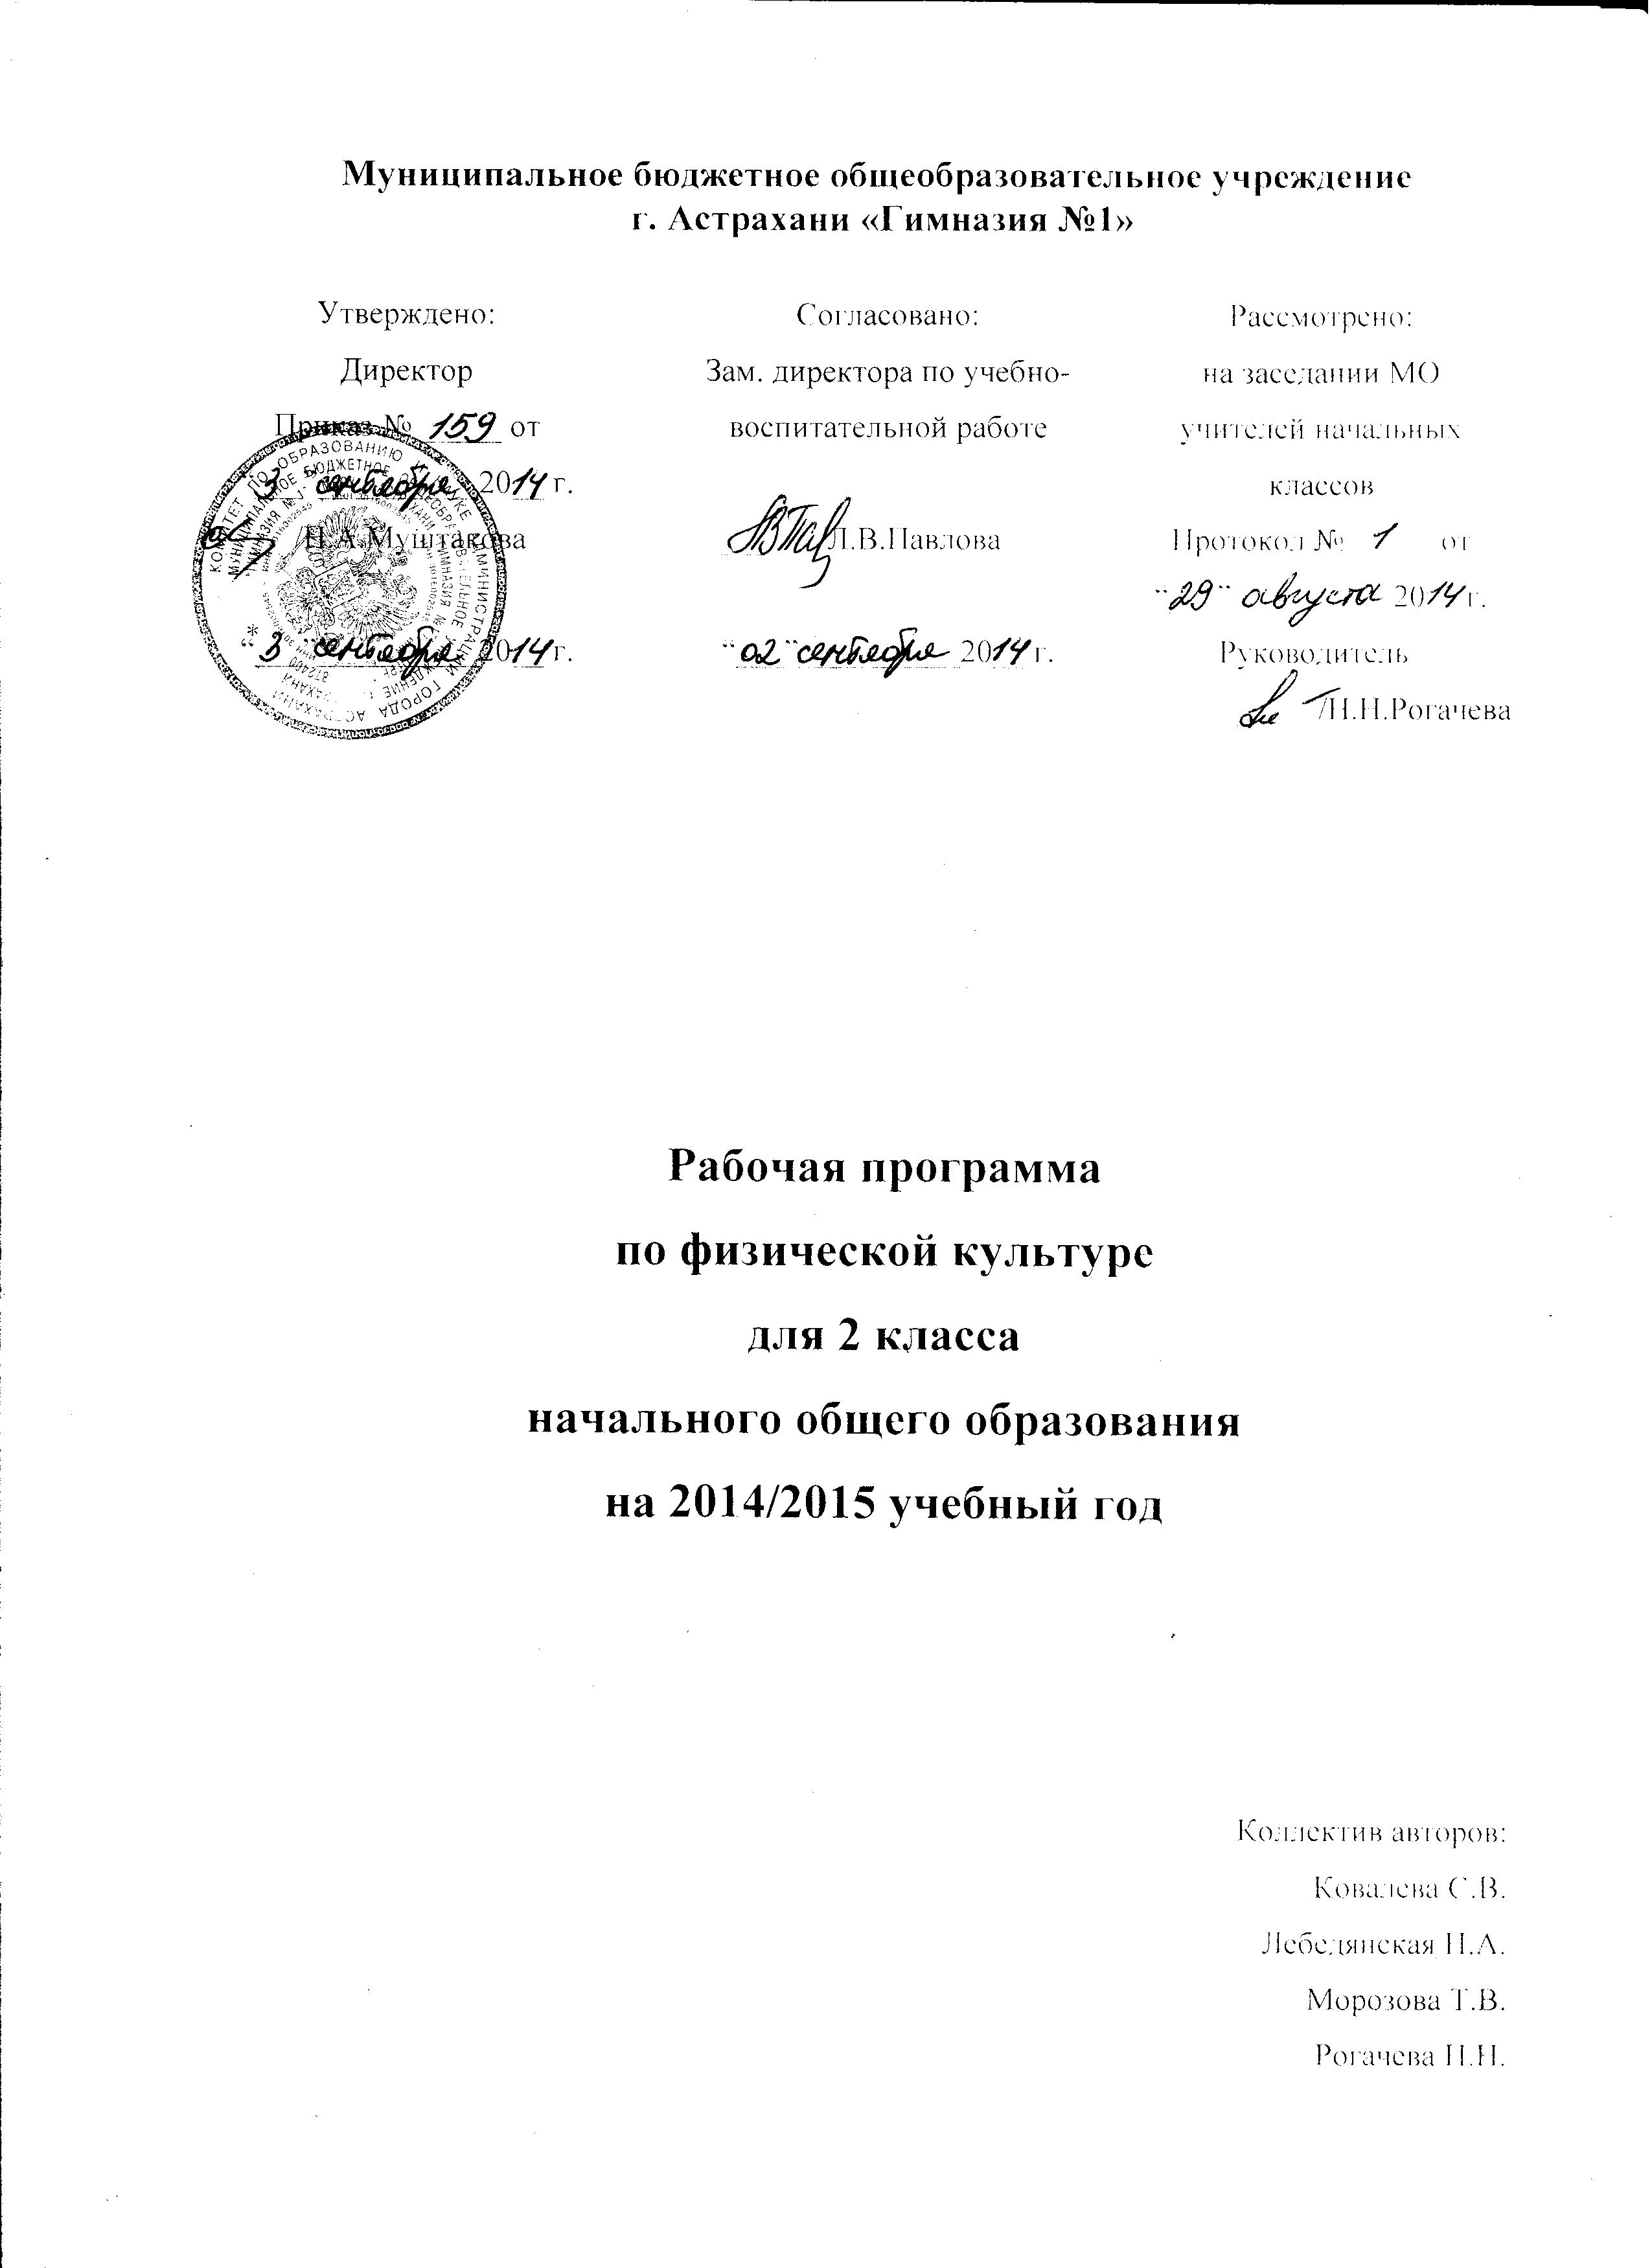 Муниципальное бюджетное общеобразовательное учреждение
г. Астрахани «Гимназия №1»
Утверждено:
Директор
Приказ № 159 от
"3" сентября 2014 г.
/Н.А.Муштакова
"3" сентября 2014 г.
Согласовано:
Зам. директора по учебно-
воспитательной работе
Л.В.Павлова
"02" сентября 2014 г.
Рассмотрено:
на заседании МО
учителей начальных
классов
Протокол № 1 от
"29" августа 2014 г.
Руководитель
/Н.Н.Рогачева
Рабочая программа
по физической культуре
для 2 класса
начального общего образования
на 2014/2015 учебный год
Коллектив авторов:
Ковалева С.В.
Лебедянская Н.А.
Морозова Т.В.
Рогачева Н.Н.